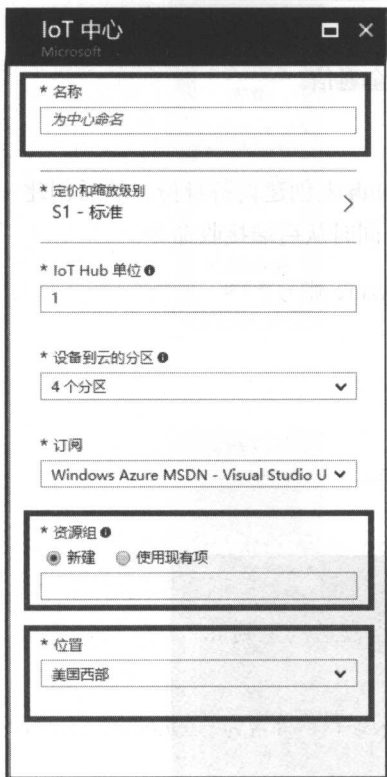 IoT 中心
Microsoft
* 名称
为中心命名
* 定价和缩放级别
S1 - 标准
* IoT Hub 单位
1
* 设备到云的分区
4 个分区
* 订阅
Windows Azure MSDN - Visual Studio U
* 资源组
新建 使用现有项
* 位置
美国西部